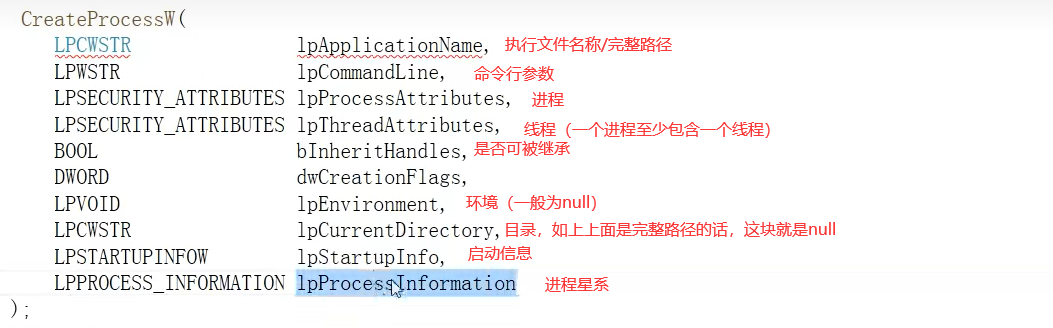 CreateProcessW(
LPCWSTR lpApplicationName, 执行文件名称/完整路径
LPWSTR lpCommandLine, 命令行参数
LPSECURITY_ATTRIBUTES lpProcessAttributes, 进程
LPSECURITY_ATTRIBUTES lpThreadAttributes, 线程（一个进程至少包含一个线程）
BOOL bInheritHandles, 是否可被继承
DWORD dwCreationFlags,
LPVOID lpEnvironment, 环境（一般为null）
LPCWSTR lpCurrentDirectory, 目录，如上上面是完整路径的话，这块就是null
LPSTARTUPINFOW lpStartupInfo, 启动信息
LPPROCESS_INFORMATION lpProcessInformation 进程星系
);